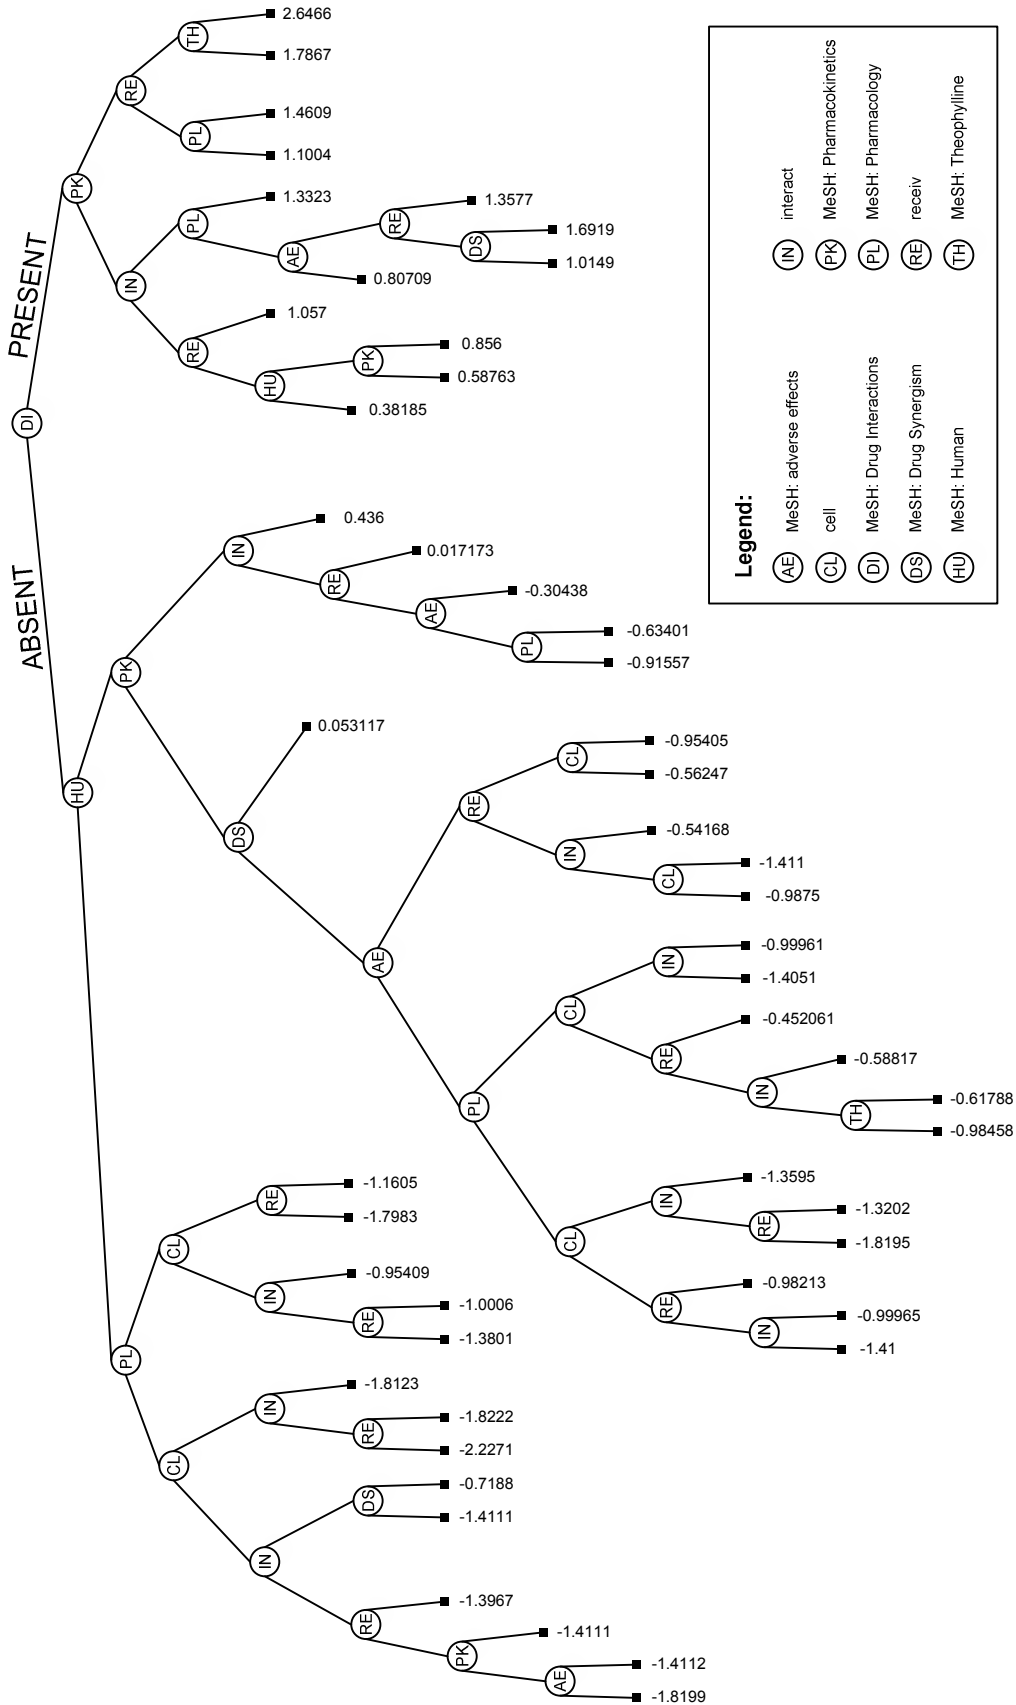 PRESENT
ABSENT
DI
PK
RE
TH
2.6466
1.7867
PL
1.4609
1.1004
IN
PL
1.3323
AE
RE
1.3577
DS
1.6919
1.0149
0.80709
RE
1.057
HU
PK
0.856
0.58763
0.38185
HU
PK
IN
0.436
RE
0.017173
AE
-0.30438
PL
-0.63401
-0.91557
DS
0.053117
AE
RE
CL
-0.95405
-0.56247
IN
-0.54168
CL
-1.411
-0.9875
PL
CL
IN
-0.99961
-1.4051
RE
-0.452061
IN
-0.58817
TH
-0.61788
-0.98458
CL
IN
-1.3595
RE
-1.3202
-1.8195
RE
-0.98213
IN
-0.99965
-1.41
PL
CL
RE
-1.1605
-1.7983
IN
-0.95409
RE
-1.0006
-1.3801
CL
IN
-1.8123
RE
-1.8222
-2.2271
IN
DS
-0.7188
-1.4111
RE
-1.3967
PK
-1.4111
AE
-1.4112
-1.8199
Legend:
AE MeSH: adverse effects
CL cell
DI MeSH: Drug Interactions
DS MeSH: Drug Synergism
HU MeSH: Human
IN interact
PK MeSH: Pharmacokinetics
PL MeSH: Pharmacology
RE receiv
TH MeSH: Theophylline